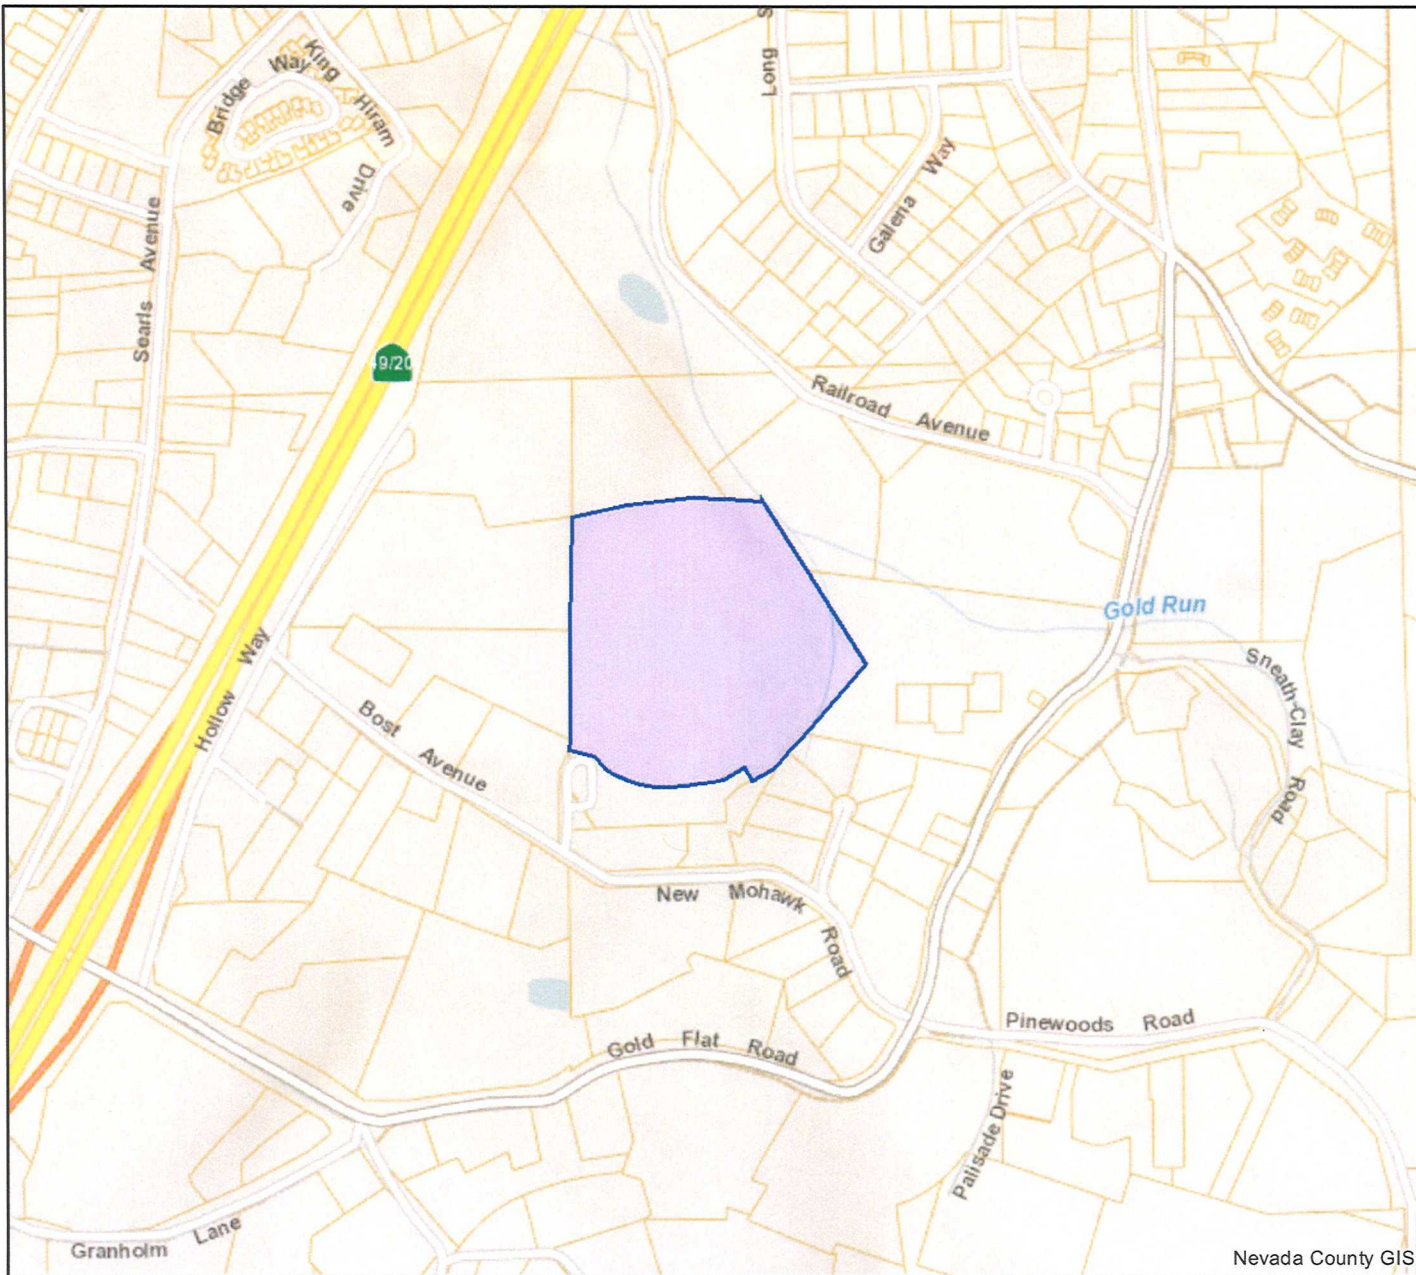 Long S
King
Way
Bridge
Hiram
Drive
Galena Way
Searls Avenue
49/20
Railroad Avenue
Gold Run
Sneath-Clay Road
Hollow Way
Bost Avenue
New Mohawk Road
Pinewoods Road
Gold Flat Road
Palisade Drive
Granholm Lane
Nevada County GIS